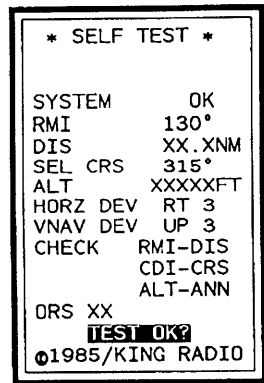 * SELF TEST *
SYSTEM OK
RMI 130°
DIS XX.XNM
SEL CRS 315°
ALT XXXXXFT
HORZ DEV RT 3
VNAV DEV UP 3
CHECK RMI-DIS
CDI-CRS
ALT-ANN
ORS XX
TEST OK?
©1985/KING RADIO